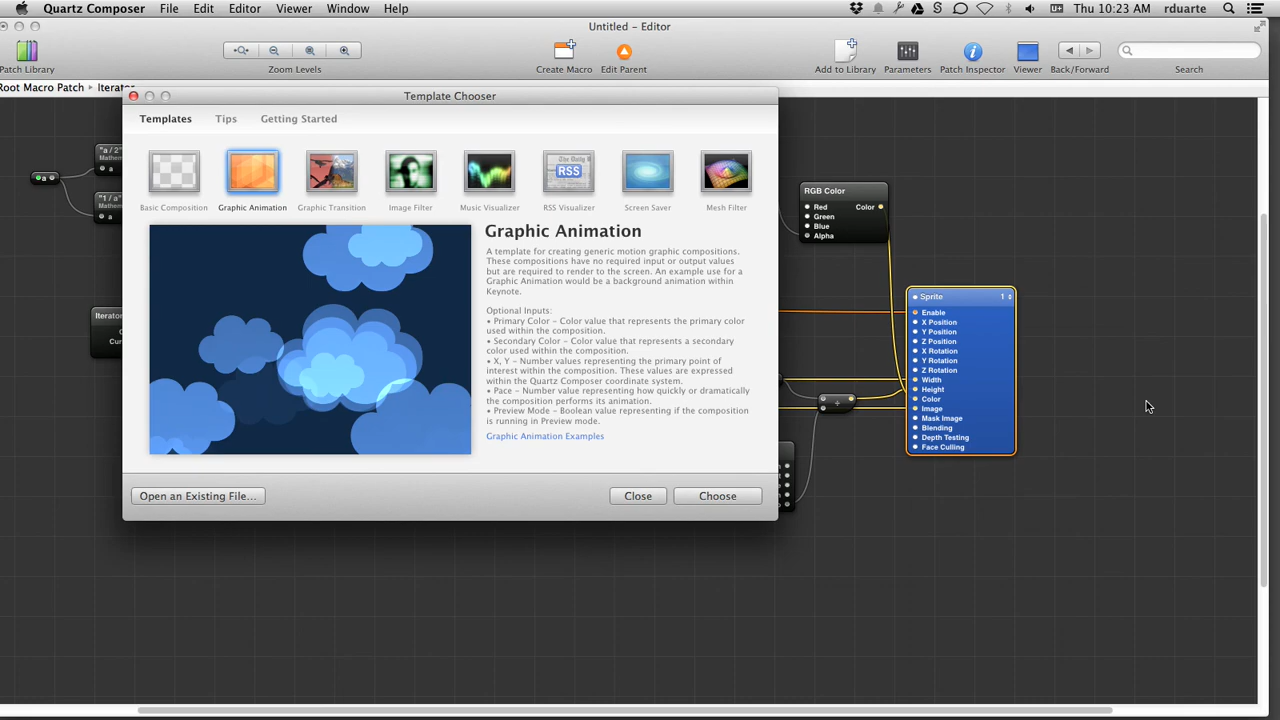 Quartz Composer File Edit Editor Viewer Window Help Thu 10:23 AM rduarte
Untitled – Editor
Patch Library
Zoom Levels
Create Macro
Edit Parent
Add to Library
Parameters
Patch Inspector
Viewer
Back/Forward
Search
Root Macro Patch ▸ Iterator
Template Chooser
Templates Tips Getting Started
Basic Composition
Graphic Animation
Graphic Transition
Image Filter
Music Visualizer
The Daily
RSS
RSS Visualizer
Screen Saver
Mesh Filter
Graphic Animation
A template for creating generic motion graphic compositions.
These compositions have no required input or output values
but are required to render to the screen. An example use for a
Graphic Animation would be a background animation within
Keynote.
Optional Inputs:
• Primary Color – Color value that represents the primary color
used within the composition.
• Secondary Color – Color value that represents a secondary
color used within the composition.
• X, Y – Number values representing the primary point of
interest within the composition. These values are expressed
within the Quartz Composer coordinate system.
• Pace – Number value representing how quickly or dramatically
the composition performs its animation.
• Preview Mode – Boolean value representing if the composition
is running in Preview mode.
Graphic Animation Examples
Open an Existing File...
Close
Choose
a
"a / 2"
a
"1 / a"
a
RGB Color
Red Color
Green
Blue
Alpha
÷
Sprite 1
Enable
X Position
Y Position
Z Position
X Rotation
Y Rotation
Z Rotation
Width
Height
Color
Image
Mask Image
Blending
Depth Testing
Face Culling